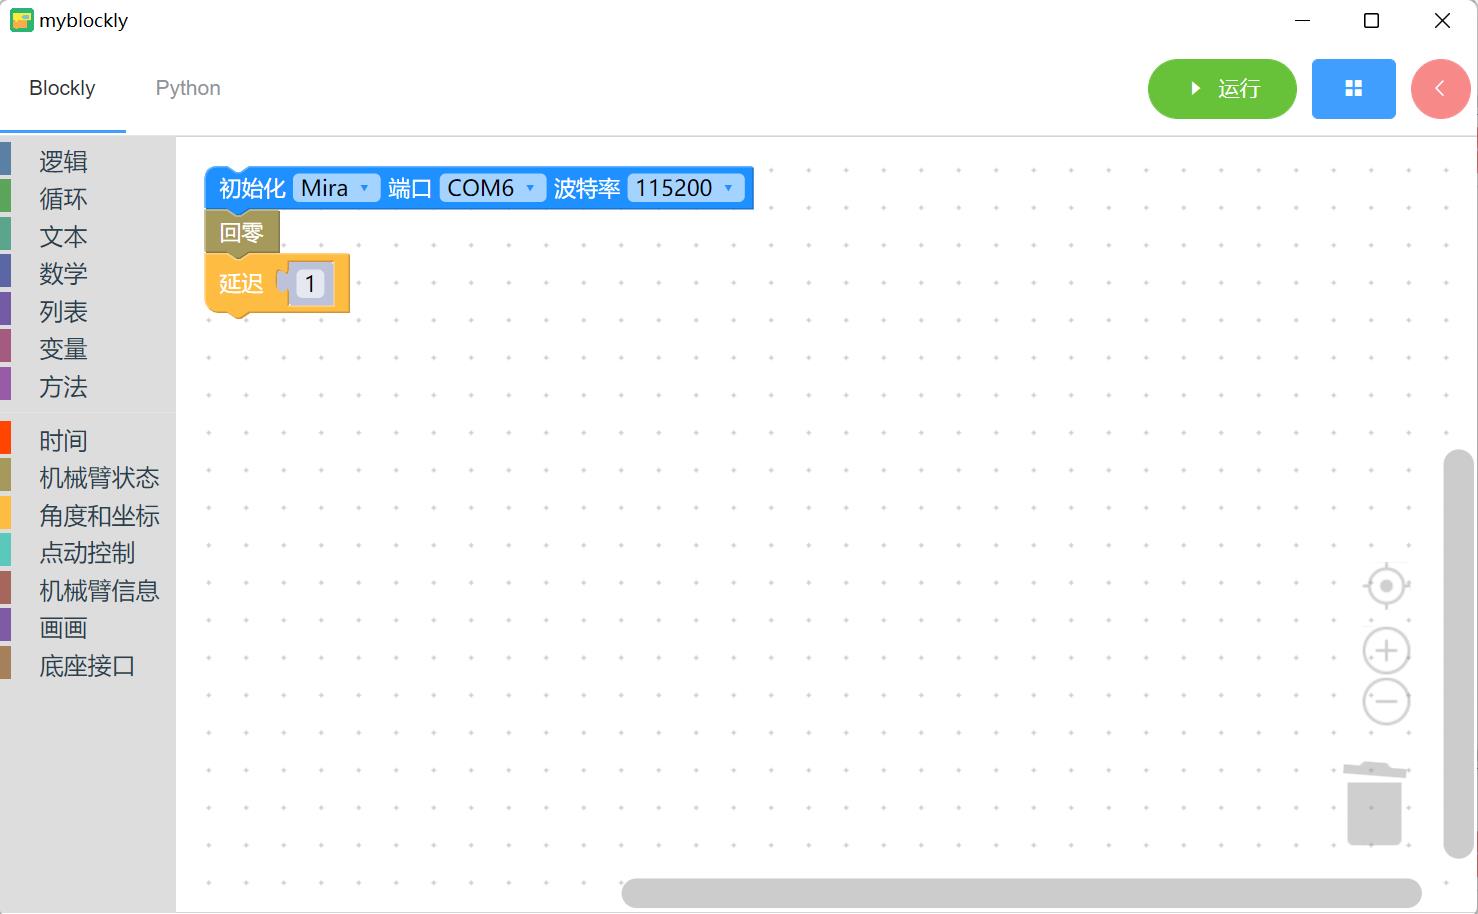 myblockly
Blockly
Python
运行
逻辑
循环
文本
数学
列表
变量
方法
时间
机械臂状态
角度和坐标
点动控制
机械臂信息
画画
底座接口
初始化 Mira 端口 COM6 波特率 115200
回零
延迟 1